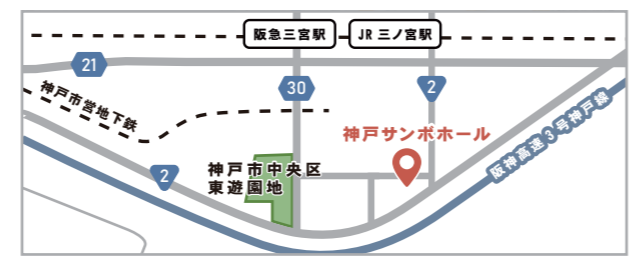 阪急三宮駅
JR 三ノ宮駅
21
30
2
神戸市営地下鉄
神戸サンボホール
阪神高速3号神戸線
2
神戸市中央区
東遊園地